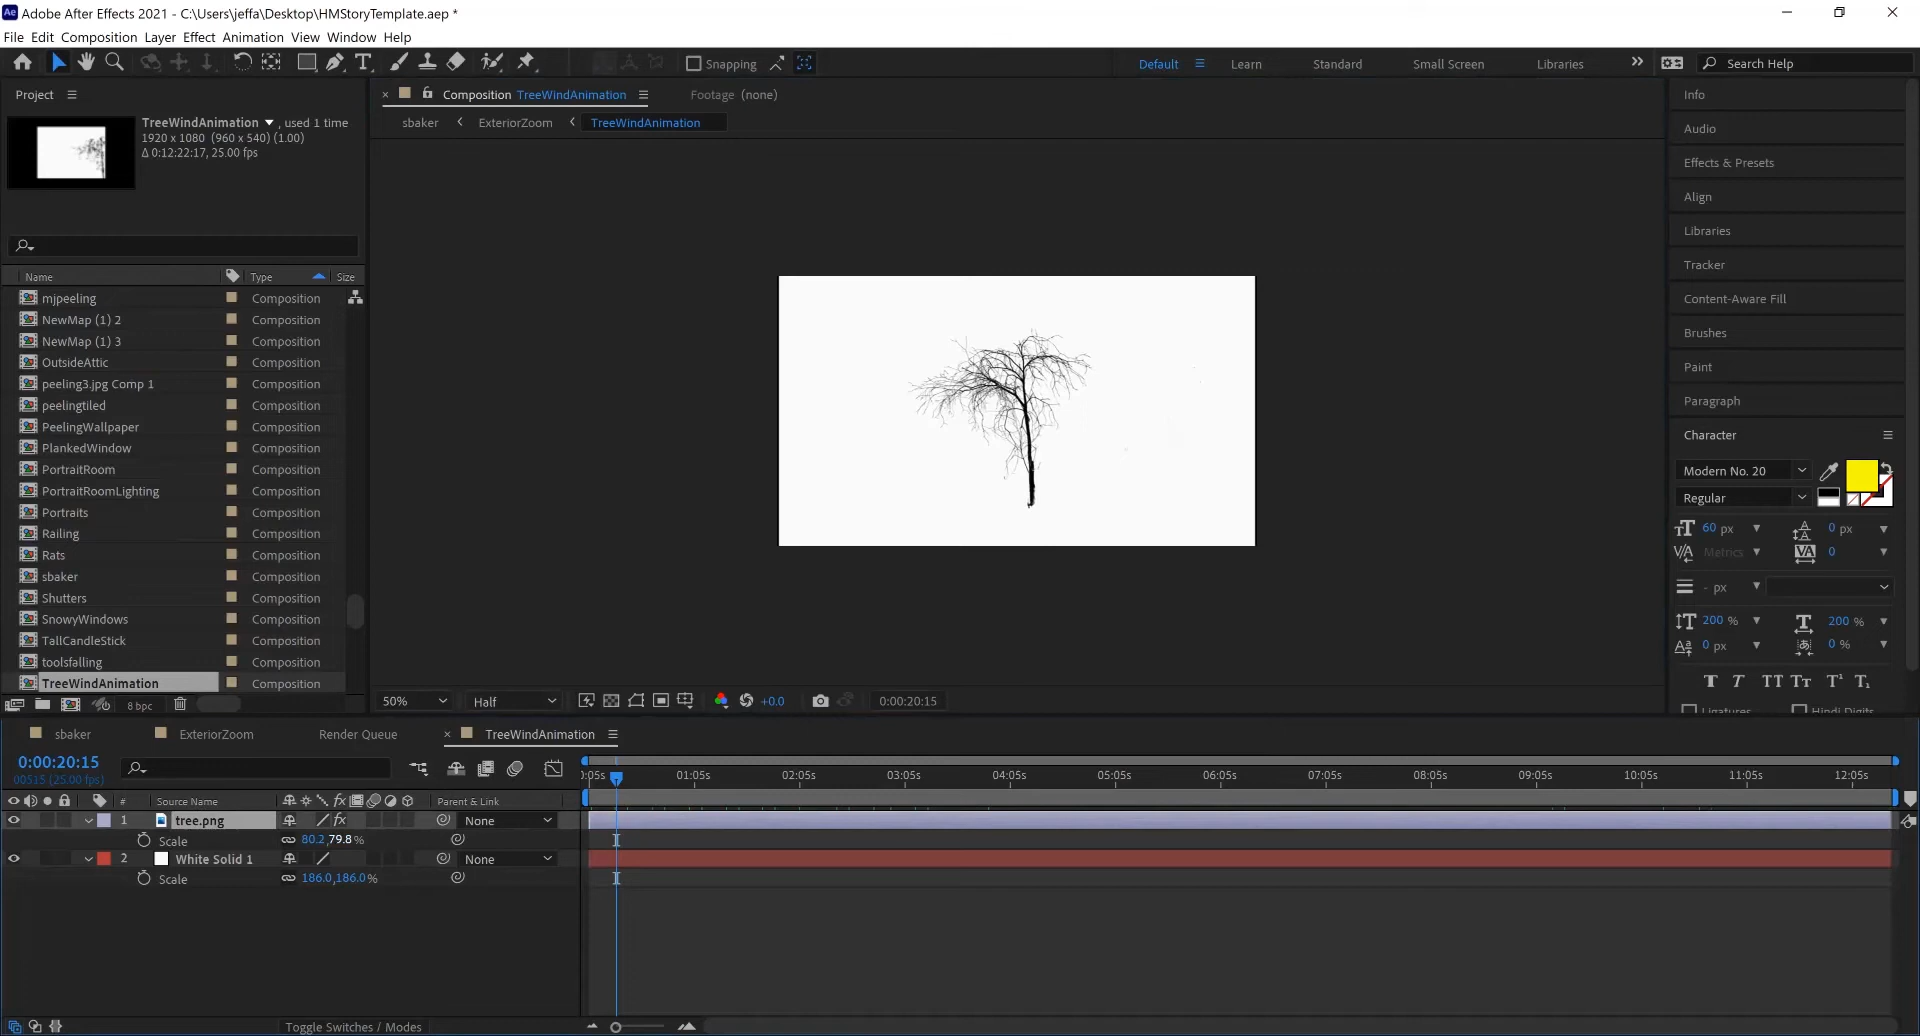 Adobe After Effects 2021 - C:\Users\jeffa\Desktop\HMStoryTemplate.aep *
File Edit Composition Layer Effect Animation View Window Help
Snapping
Default Learn Standard Small Screen Libraries Search Help
Project
TreeWindAnimation , used 1 time
1920 x 1080 (960 x 540) (1.00)
Δ 0:12:22:17, 25.00 fps
Name Type Size
mjpeeling Composition
NewMap (1) 2 Composition
NewMap (1) 3 Composition
OutsideAttic Composition
peeling3.jpg Comp 1 Composition
peelingtiled Composition
PeelingWallpaper Composition
PlankedWindow Composition
PortraitRoom Composition
PortraitRoomLighting Composition
Portraits Composition
Railing Composition
Rats Composition
sbaker Composition
Shutters Composition
SnowyWindows Composition
TallCandleStick Composition
toolsfalling Composition
TreeWindAnimation Composition
8 bpc
Composition TreeWindAnimation Footage (none)
sbaker ExteriorZoom TreeWindAnimation
50% Half +0.0 0:00:20:15
Info
Audio
Effects & Presets
Align
Libraries
Tracker
Content-Aware Fill
Brushes
Paint
Paragraph
Character
Modern No. 20
Regular
60 px 0 px
Metrics 0
- px
200 % 200 %
0 px 0 %
Ligatures Hindi Digits
sbaker ExteriorZoom Render Queue TreeWindAnimation
0:00:20:15
00515 (25.00 fps)
0:05s 01:05s 02:05s 03:05s 04:05s 05:05s 06:05s 07:05s 08:05s 09:05s 10:05s 11:05s 12:05s
# Source Name Parent & Link
1 tree.png None
Scale 80.2,79.8 %
2 White Solid 1 None
Scale 186.0,186.0%
Toggle Switches / Modes